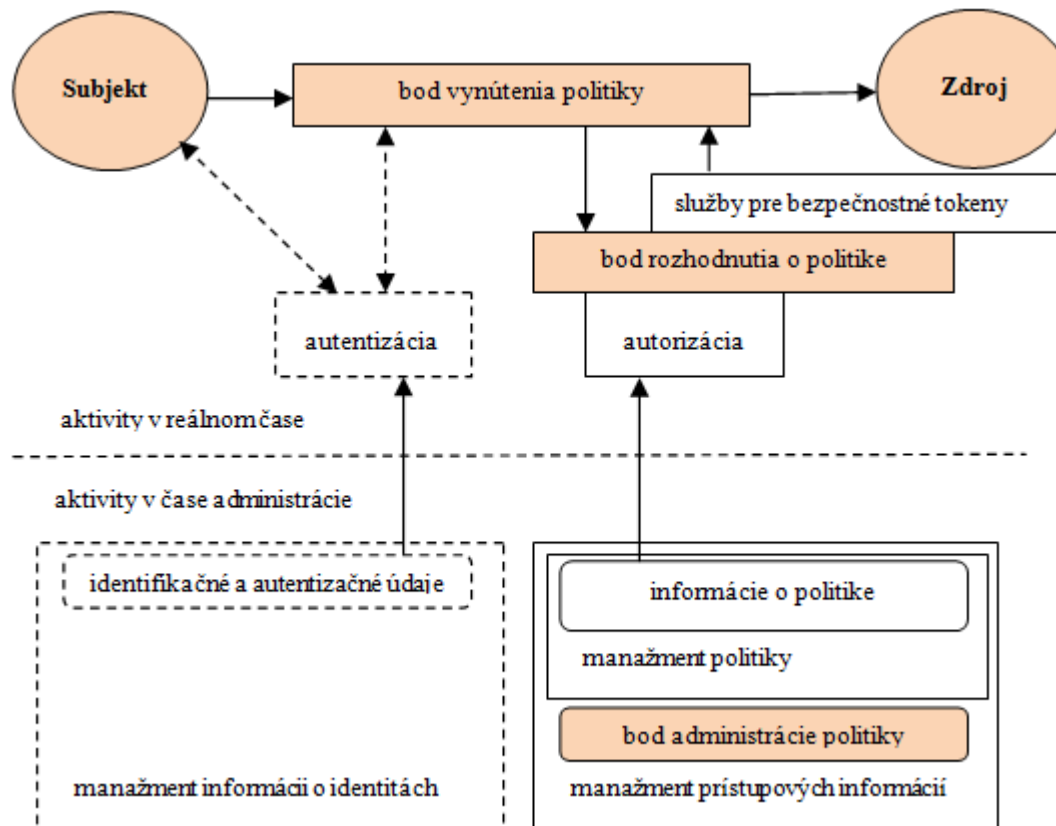 Subjekt
bod vynútenia politiky
Zdroj
služby pre bezpečnostné tokeny
bod rozhodnutia o politike
autentizácia
autorizácia
aktivity v reálnom čase
aktivity v čase administrácie
identifikačné a autentizačné údaje
informácie o politike
manažment politiky
bod administrácie politiky
manažment informácii o identitách
manažment prístupových informácií